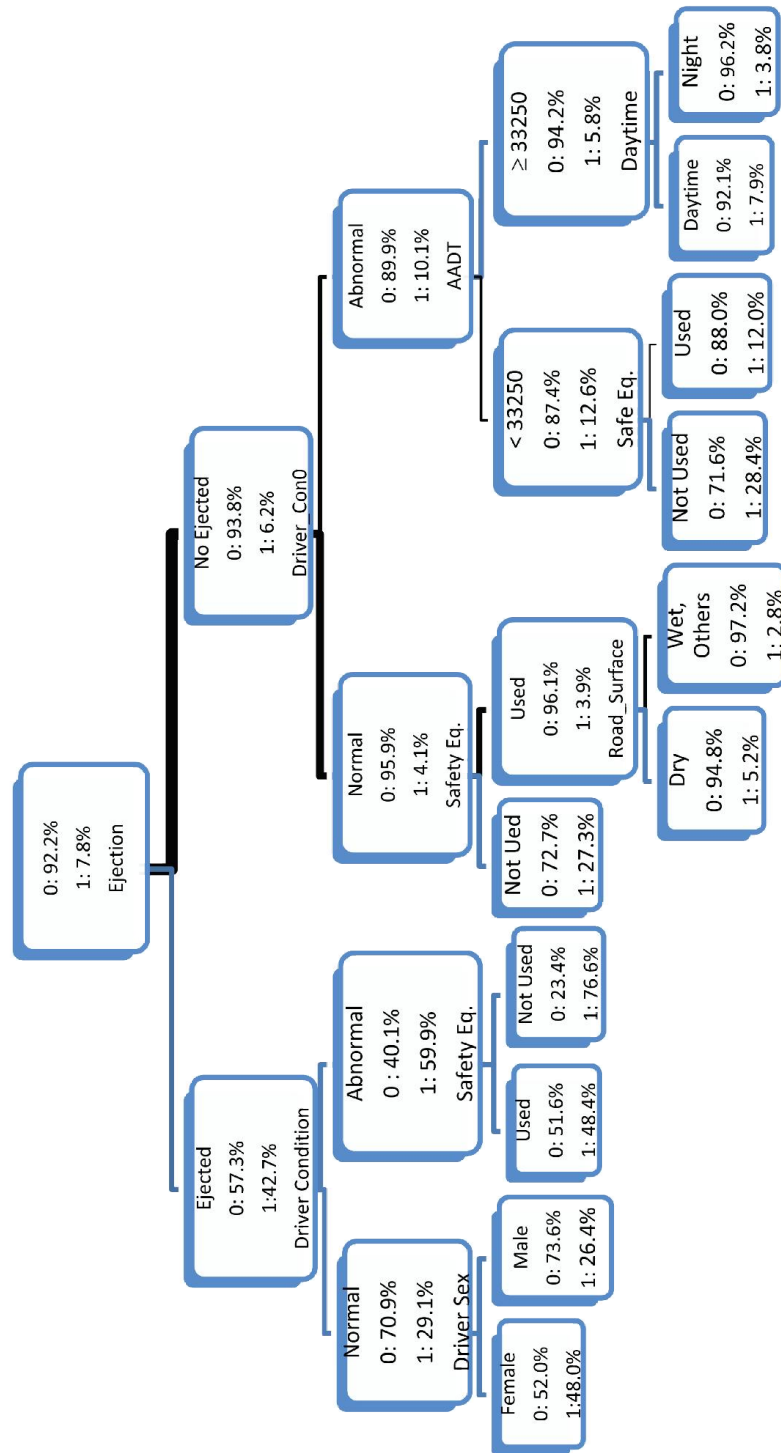 0: 92.2%
1: 7.8%
Ejection
Ejected
0: 57.3%
1:42.7%
Driver Condition
No Ejected
0: 93.8%
1: 6.2%
Driver_Con0
Normal
0: 70.9%
1: 29.1%
Driver Sex
Abnormal
0 : 40.1%
1: 59.9%
Safety Eq.
Normal
0: 95.9%
1: 4.1%
Safety Eq.
Abnormal
0: 89.9%
1: 10.1%
AADT
Female
0: 52.0%
1:48.0%
Male
0: 73.6%
1: 26.4%
Used
0: 51.6%
1: 48.4%
Not Used
0: 23.4%
1: 76.6%
Not Ued
0: 72.7%
1: 27.3%
Used
0: 96.1%
1: 3.9%
Road_Surface
< 33250
0: 87.4%
1: 12.6%
Safe Eq.
≥ 33250
0: 94.2%
1: 5.8%
Daytime
Dry
0: 94.8%
1: 5.2%
Wet,
Others
0: 97.2%
1: 2.8%
Not Used
0: 71.6%
1: 28.4%
Used
0: 88.0%
1: 12.0%
Daytime
0: 92.1%
1: 7.9%
Night
0: 96.2%
1: 3.8%